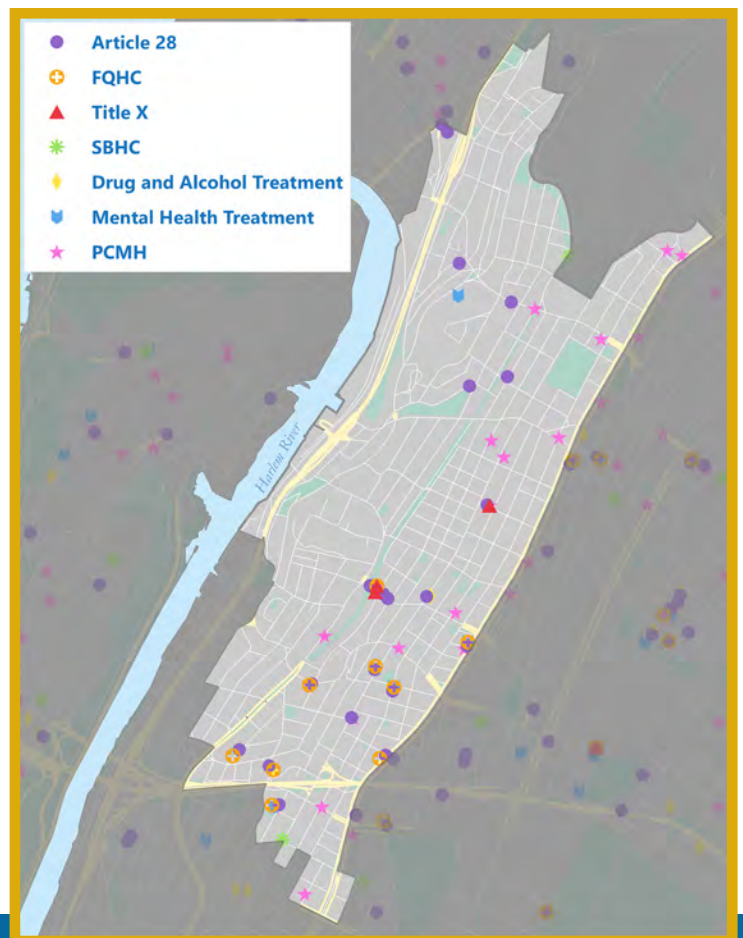 Article 28
FQHC
Title X
SBHC
Drug and Alcohol Treatment
Mental Health Treatment
PCMH
Harlem River